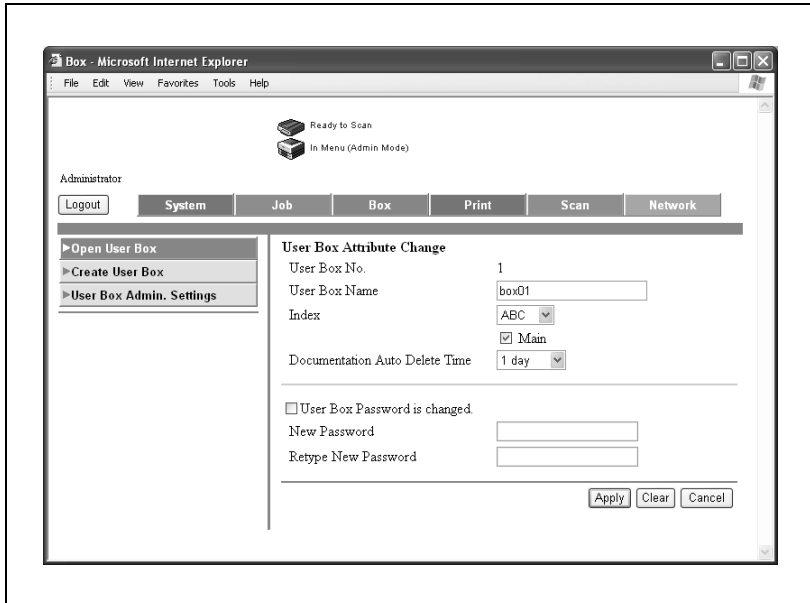 Box - Microsoft Internet Explorer
File Edit View Favorites Tools Help
Ready to Scan
In Menu (Admin Mode)
Administrator
Logout System Job Box Print Scan Network
Open User Box
Create User Box
User Box Admin. Settings
User Box Attribute Change
User Box No. 1
User Box Name box01
Index ABC
Main
Documentation Auto Delete Time 1 day
User Box Password is changed.
New Password
Retype New Password
Apply Clear Cancel